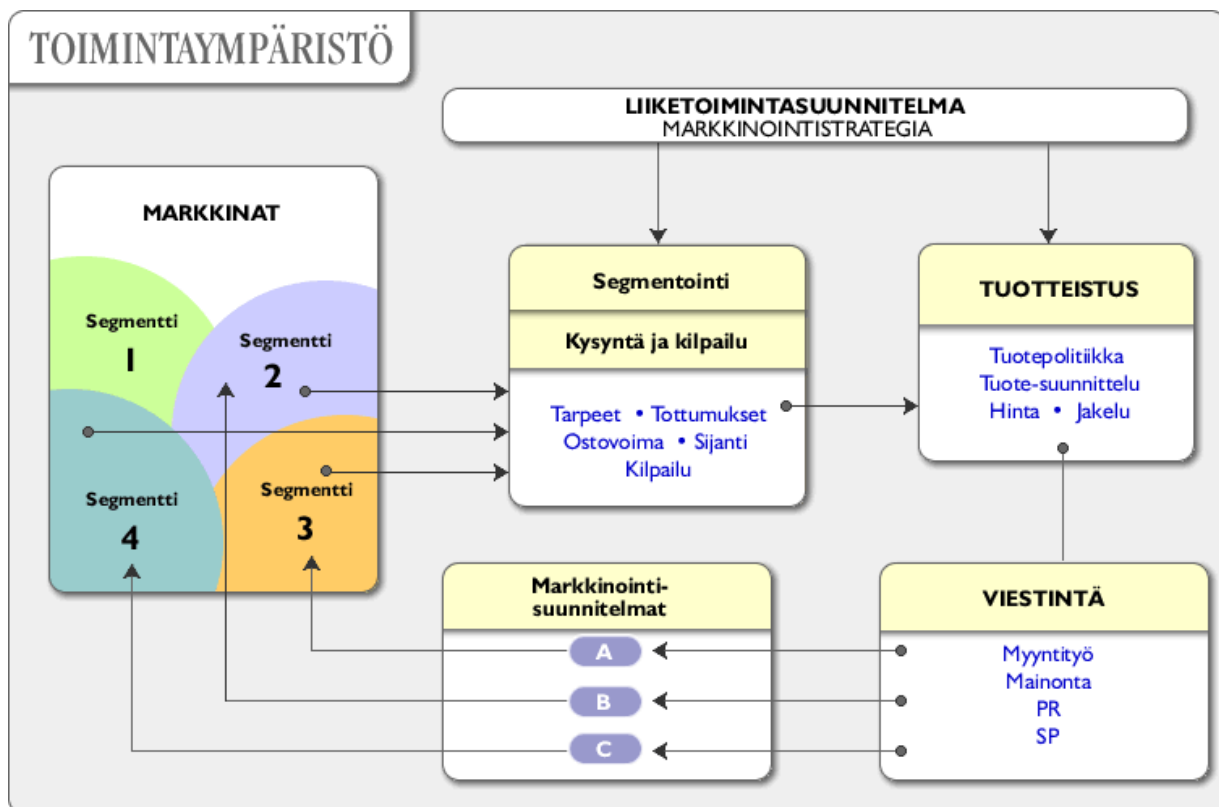 TOIMINTAYMPÄRISTÖ
LIIKETOIMINTASUUNNITELMA
MARKKINOINTISTRATEGIA
MARKKINAT
Segmentti
1
Segmentti
2
Segmentti
3
Segmentti
4
Segmentointi
Kysyntä ja kilpailu
Tarpeet • Tottumukset
Ostovoima • Sijanti
Kilpailu
TUOTTEISTUS
Tuotepolitiikka
Tuote-suunnittelu
Hinta • Jakelu
Markkinointi-
suunnitelmat
A
B
C
VIESTINTÄ
Myyntityö
Mainonta
PR
SP